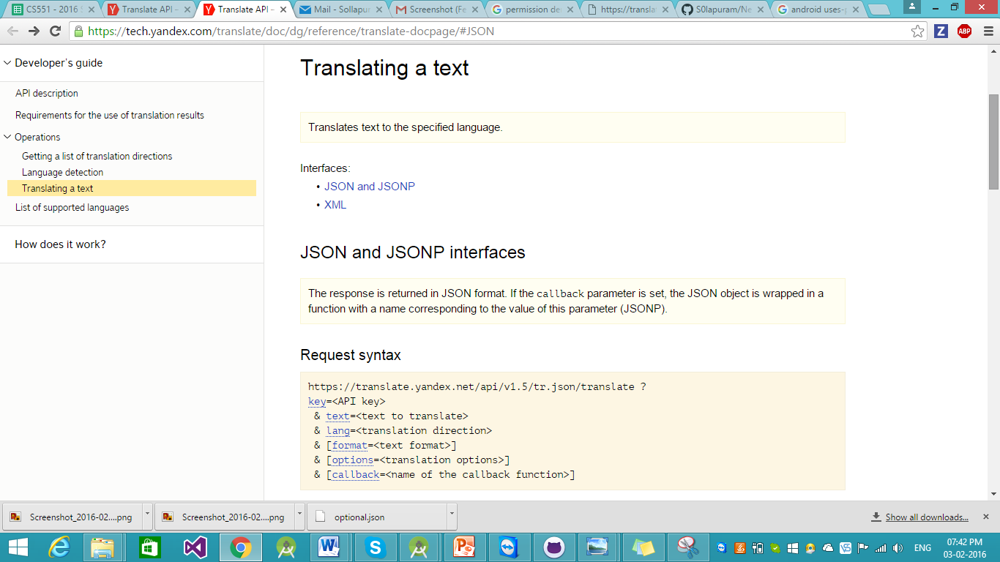 CS551 - 2016 S
Translate API –
Translate API –
Mail - Sollapur
Screenshot (Fe
permission de
https://transla
S0lapuram/Ne
android uses-p
https://tech.yandex.com/translate/doc/dg/reference/translate-docpage/#JSON
Z
ABP
Developer's guide
API description
Requirements for the use of translation results
Operations
Getting a list of translation directions
Language detection
Translating a text
List of supported languages
How does it work?
Translating a text
Translates text to the specified language.
Interfaces:
• JSON and JSONP
• XML
JSON and JSONP interfaces
The response is returned in JSON format. If the callback parameter is set, the JSON object is wrapped in a
function with a name corresponding to the value of this parameter (JSONP).
Request syntax
https://translate.yandex.net/api/v1.5/tr.json/translate ?
key=<API key>
& text=<text to translate>
& lang=<translation direction>
& [format=<text format>]
& [options=<translation options>]
& [callback=<name of the callback function>]
Screenshot_2016-02....png
Screenshot_2016-02....png
optional.json
Show all downloads...
ENG
07:42 PM
03-02-2016